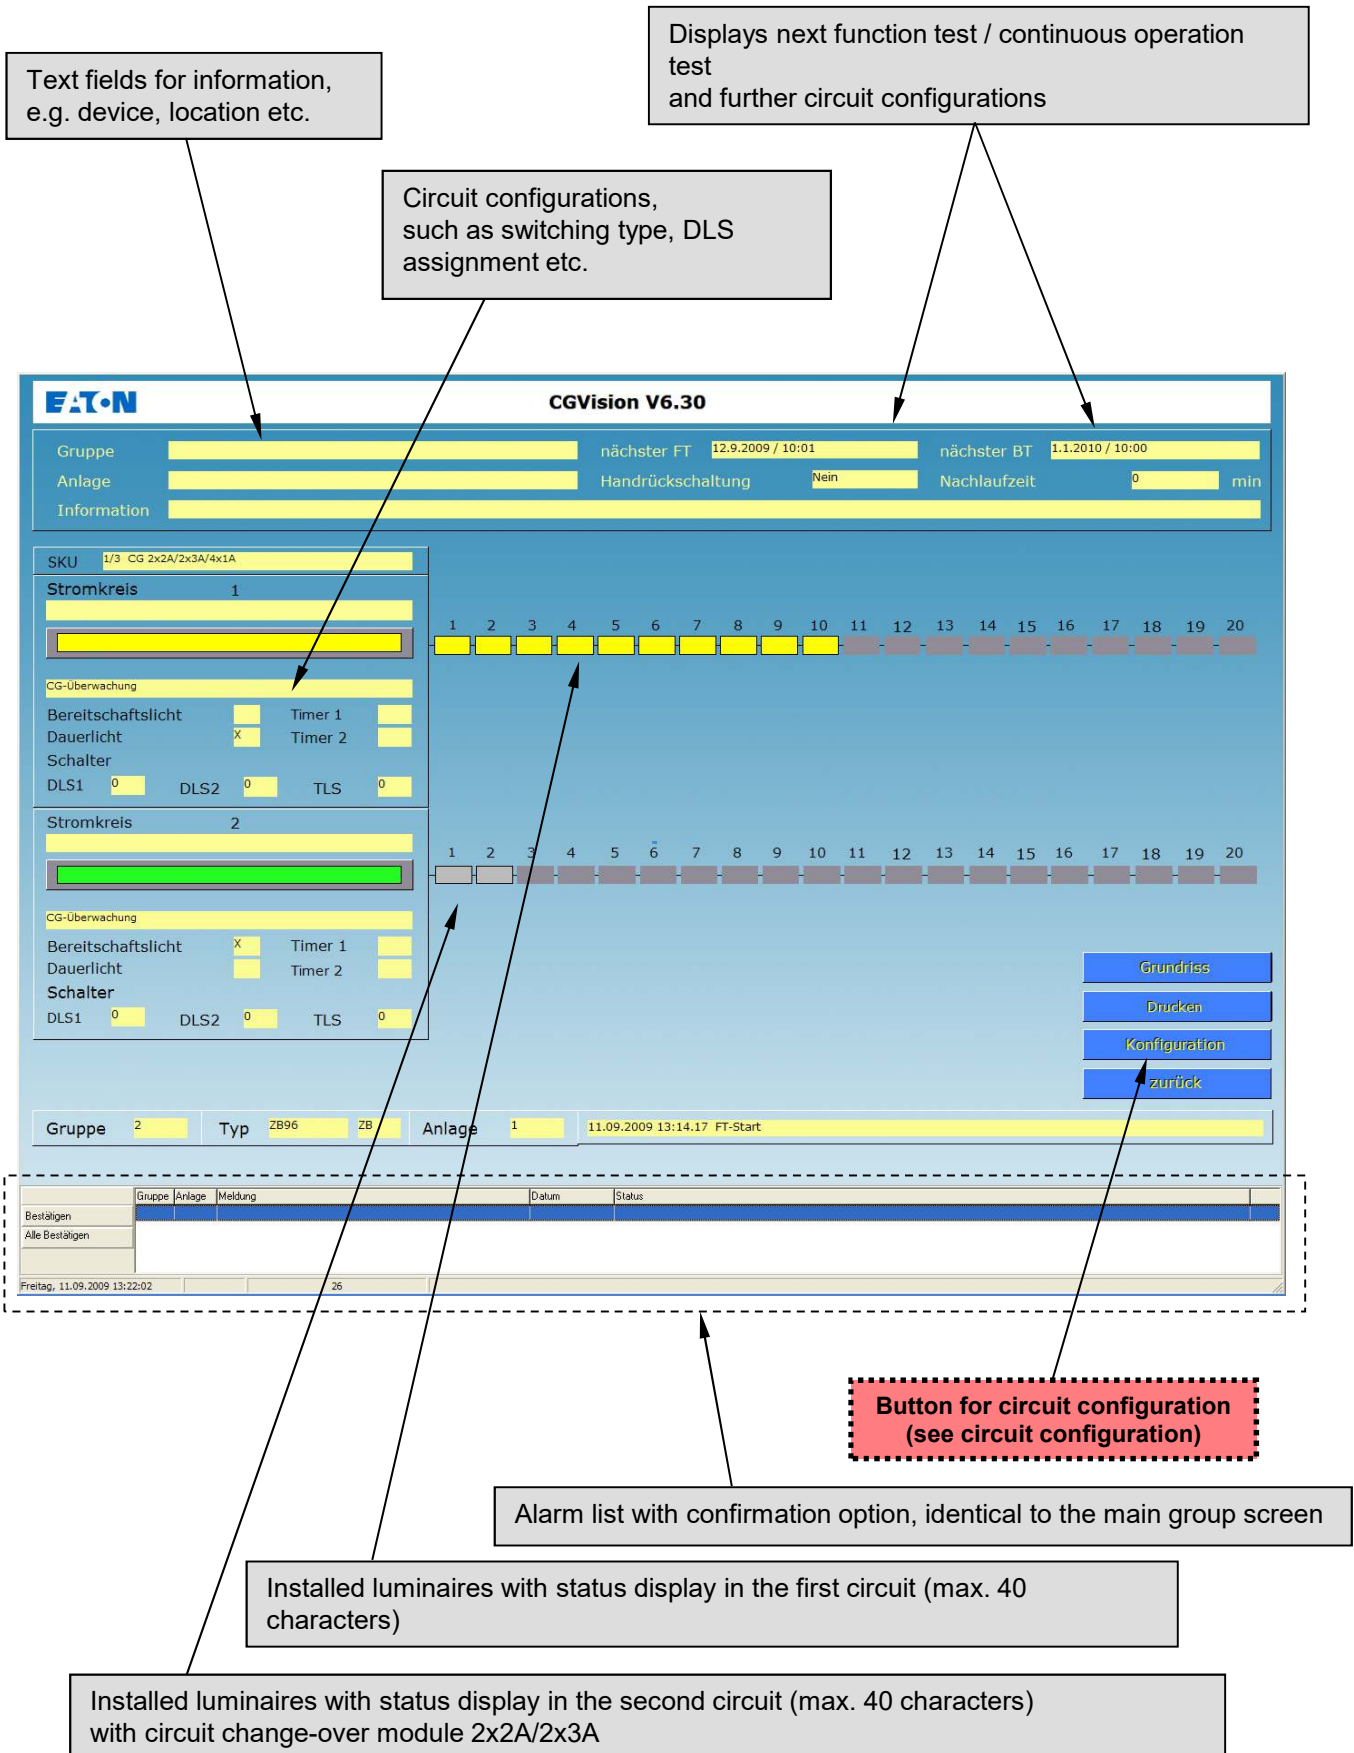 Displays next function test / continuous operation
test
and further circuit configurations
Text fields for information,
e.g. device, location etc.
Circuit configurations,
such as switching type, DLS
assignment etc.
EATON
CGVision V6.30
Gruppe
nächster FT 12.9.2009 / 10:01
nächster BT 1.1.2010 / 10:00
Anlage
Handrückschaltung Nein
Nachlaufzeit 0 min
Information
SKU 1/3 CG 2x2A/2x3A/4x1A
Stromkreis 1
1 2 3 4 5 6 7 8 9 10 11 12 13 14 15 16 17 18 19 20
CG-Überwachung
Bereitschaftslicht Timer 1
Dauerlicht X Timer 2
Schalter
DLS1 0 DLS2 0 TLS 0
Stromkreis 2
1 2 3 4 5 6 7 8 9 10 11 12 13 14 15 16 17 18 19 20
CG-Überwachung
Bereitschaftslicht X Timer 1
Dauerlicht Timer 2
Schalter
DLS1 0 DLS2 0 TLS 0
Grundriss
Drucken
Konfiguration
zurück
Gruppe 2 Typ ZB96 ZB Anlage 1 11.09.2009 13:14.17 FT-Start
Gruppe Anlage Meldung Datum Status
Bestätigen
Alle Bestätigen
Freitag, 11.09.2009 13:22:02 26
Button for circuit configuration
(see circuit configuration)
Alarm list with confirmation option, identical to the main group screen
Installed luminaires with status display in the first circuit (max. 40
characters)
Installed luminaires with status display in the second circuit (max. 40 characters)
with circuit change-over module 2x2A/2x3A